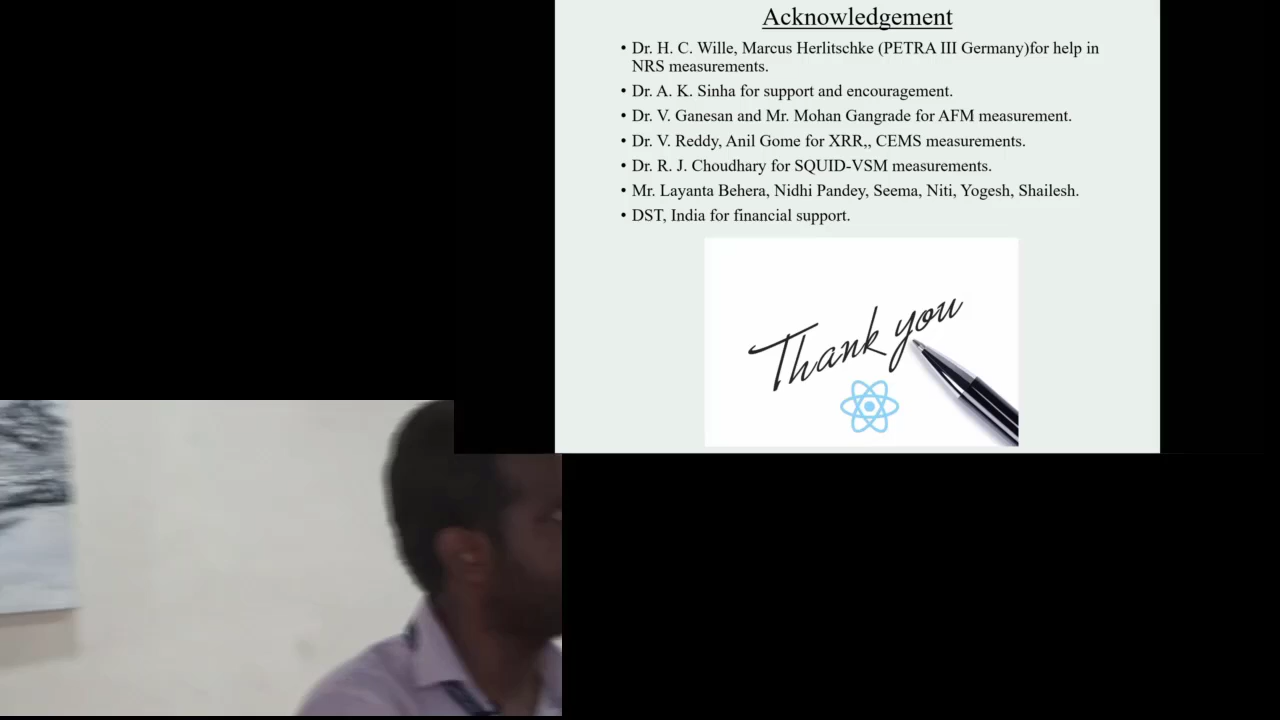 Acknowledgement
• Dr. H. C. Wille, Marcus Herlitschke (PETRA III Germany)for help in
NRS measurements.
• Dr. A. K. Sinha for support and encouragement.
• Dr. V. Ganesan and Mr. Mohan Gangrade for AFM measurement.
• Dr. V. Reddy, Anil Gome for XRR,, CEMS measurements.
• Dr. R. J. Choudhary for SQUID-VSM measurements.
• Mr. Layanta Behera, Nidhi Pandey, Seema, Niti, Yogesh, Shailesh.
• DST, India for financial support.
Thank you